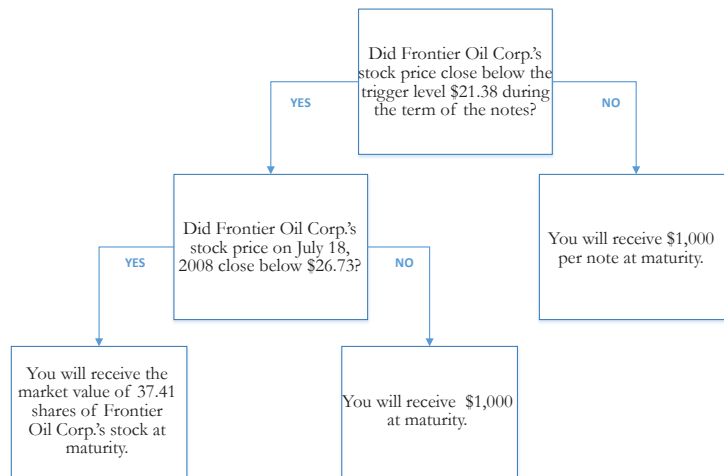 Did Frontier Oil Corp.'s
stock price close below the
trigger level $21.38 during
the term of the notes?
YES
NO
Did Frontier Oil Corp.'s
stock price on July 18,
2008 close below $26.73?
You will receive $1,000
per note at maturity.
YES
NO
You will receive the
market value of 37.41
shares of Frontier
Oil Corp.'s stock at
maturity.
You will receive $1,000
at maturity.